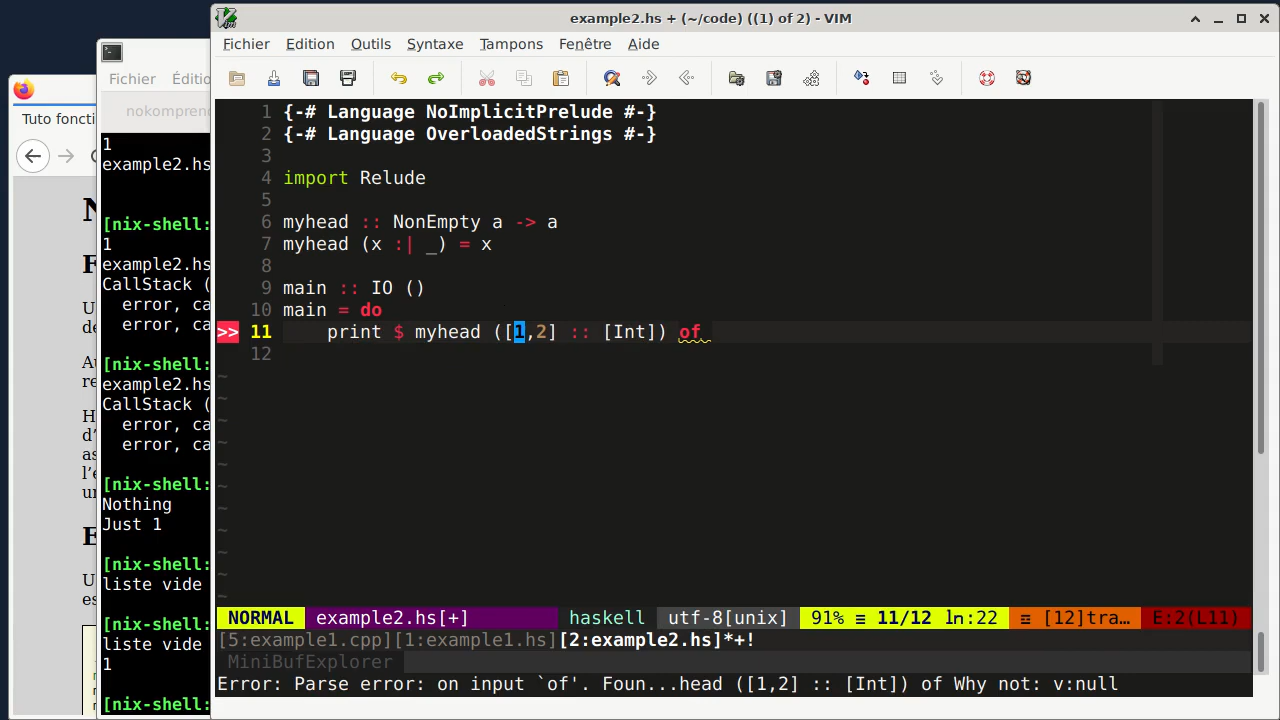 example2.hs + (~/code) ((1) of 2) - VIM
Fichier Edition Outils Syntaxe Tampons Fenêtre Aide
1 {-# Language NoImplicitPrelude #-}
2 {-# Language OverloadedStrings #-}
3
4 import Relude
5
6 myhead :: NonEmpty a -> a
7 myhead (x :| _) = x
8
9 main :: IO ()
10 main = do
>> 11 print $ myhead ([1,2] :: [Int]) of
12
~
~
~
~
~
~
~
~
~
~
~
NORMAL example2.hs[+] haskell utf-8[unix] 91% ≡ 11/12 ln:22 ≡ [12]tra… E:2(L11)
[5:example1.cpp][1:example1.hs][2:example2.hs]*+!
MiniBufExplorer
Error: Parse error: on input `of'. Foun...head ([1,2] :: [Int]) of Why not: v:null
Fichier Éditio
nokompren
1
example2.hs
[nix-shell:
1
example2.hs
CallStack (
error, ca
error, ca
[nix-shell:
example2.hs
CallStack (
error, ca
error, ca
[nix-shell:
Nothing
Just 1
[nix-shell:
liste vide
[nix-shell:
liste vide
1
[nix-shell:
Tuto foncti
N
F
U
de
A
re
H
d'
as
l'é
un
E
U
es